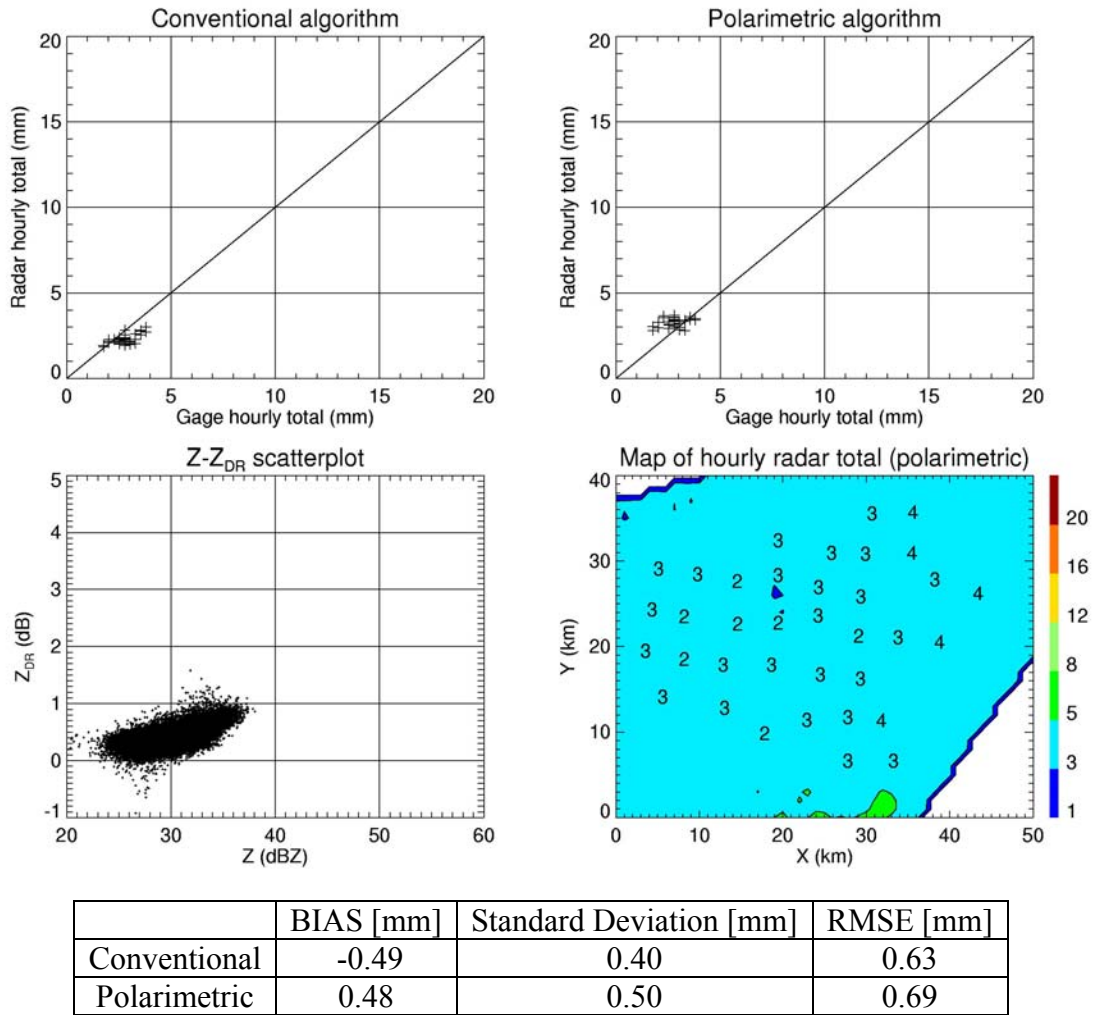 Conventional algorithm
20
15
10
5
0
Radar hourly total (mm)
0 5 10 15 20
Gage hourly total (mm)
Polarimetric algorithm
20
15
10
5
0
Radar hourly total (mm)
0 5 10 15 20
Gage hourly total (mm)
Z-ZDR scatterplot
5
4
3
2
1
0
-1
ZDR (dB)
20 30 40 50 60
Z (dBZ)
Map of hourly radar total (polarimetric)
40
30
20
10
0
Y (km)
3 4
3 3 3 4
3 3 2 3 3 3 3 4
3 3 2 2 3 2 3 4
3 2 3 3 3 3
3 3 2 3 3 4
3 3
0 10 20 30 40 50
X (km)
20
16
12
8
5
3
1
BIAS [mm] Standard Deviation [mm] RMSE [mm]
Conventional -0.49 0.40 0.63
Polarimetric 0.48 0.50 0.69